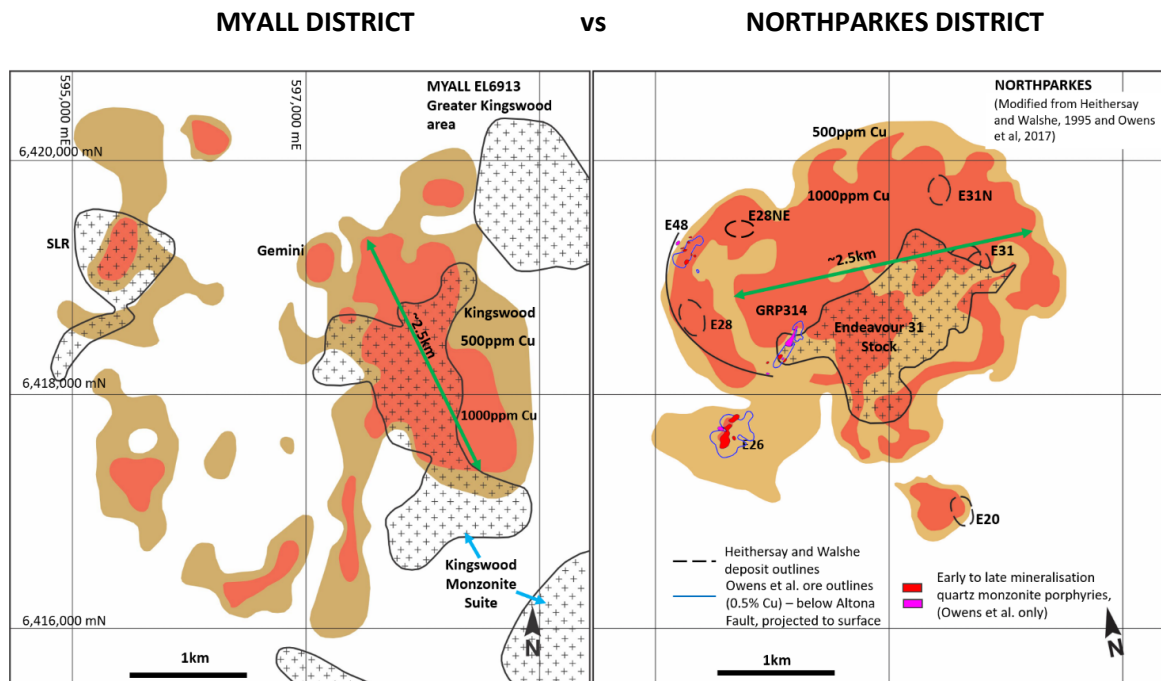 MYALL DISTRICT vs NORTHPARKES DISTRICT
595,000 mE
597,000 mE
MYALL EL6913
Greater Kingswood
area
6,420,000 mN
SLR
Gemini
Kingswood
500ppm Cu
~2.5km
6,418,000 mN
1000ppm Cu
Kingswood
Monzonite
Suite
6,416,000 mN
N
1km
NORTHPARKES
(Modified from Heithersay
and Walshe, 1995 and Owens
et al, 2017)
500ppm Cu
1000ppm Cu
E31N
E28NE
E48
E31
~2.5km
GRP314
E28
Endeavour 31
Stock
E26
E20
Heithersay and Walshe
deposit outlines
Owens et al. ore outlines
(0.5% Cu) – below Altona
Fault, projected to surface
Early to late mineralisation
quartz monzonite porphyries,
(Owens et al. only)
N
1km